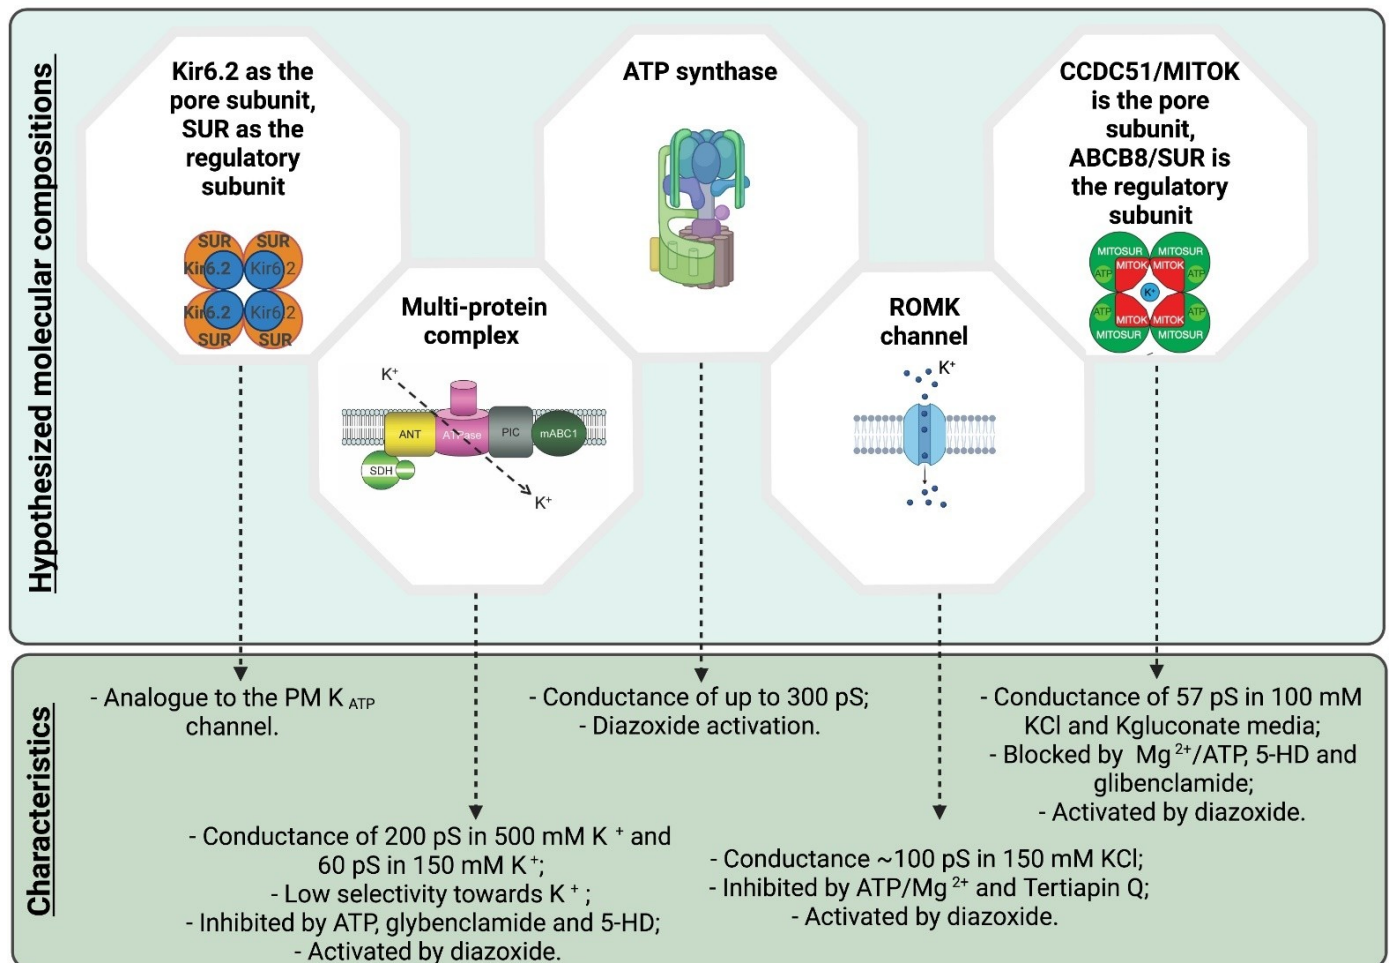 Hypothesized molecular compositions
Kir6.2 as the
pore subunit,
SUR as the
regulatory
subunit
SUR SUR
Kir6.2 Kir6.2
Kir6.2 Kir6.2
SUR SUR
Multi-protein
complex
K⁺
ANT ATPase PIC mABC1
SDH
K⁺
ATP synthase
ROMK
channel
K⁺
CCDC51/MITOK
is the pore
subunit,
ABCB8/SUR is
the regulatory
subunit
MITOSUR MITOSUR
MITOK MITOK
ATP ATP
K⁺
ATP ATP
MITOK MITOK
MITOSUR MITOSUR
Characteristics
- Analogue to the PM K ATP
channel.
- Conductance of 200 pS in 500 mM K ⁺ and
60 pS in 150 mM K⁺;
- Low selectivity towards K⁺ ;
- Inhibited by ATP, glybenclamide and 5-HD;
- Activated by diazoxide.
- Conductance of up to 300 pS;
- Diazoxide activation.
- Conductance ~100 pS in 150 mM KCl;
- Inhibited by ATP/Mg ²⁺ and Tertiapin Q;
- Activated by diazoxide.
- Conductance of 57 pS in 100 mM
KCl and Kgluconate media;
- Blocked by Mg ²⁺/ATP, 5-HD and
glibenclamide;
- Activated by diazoxide.